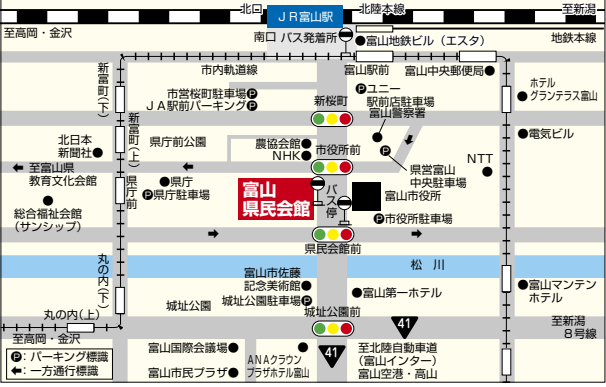 北口
ＪＲ富山駅
北陸本線
至新潟
至高岡・金沢
南口 バス発着所
富山地鉄ビル（エスタ）
地鉄本線
新富町(下)
市内軌道線
富山駅前
富山中央郵便局
市営桜町駐車場Ｐ
ＪＡ駅前パーキングＰ
新桜町
Ｐユニー
駅前店駐車場
富山警察署
ホテル
グランテラス富山
新富町(上)
北日本
新聞社
県庁前公園
農協会館
NHK
市役所前
電気ビル
至富山県
教育文化会館
県庁前
県庁
Ｐ県庁駐車場
富山
県民会館
バス停
Ｐ
県営富山
中央駐車場
NTT
富山市役所
総合福祉会館
(サンシップ)
Ｐ市役所駐車場
県民会館前
丸の内(下)
松川
富山市佐藤
記念美術館
城址公園
城址公園駐車場Ｐ
富山第一ホテル
富山マンテン
ホテル
丸の内(上)
城址公園前
至高岡・金沢
41
至新潟
８号線
Ｐ：パーキング標識
：一方通行標識
富山国際会議場
富山市民プラザ
ANAクラウン
プラザホテル富山
41
至北陸自動車道
(富山インター)
富山空港・高山